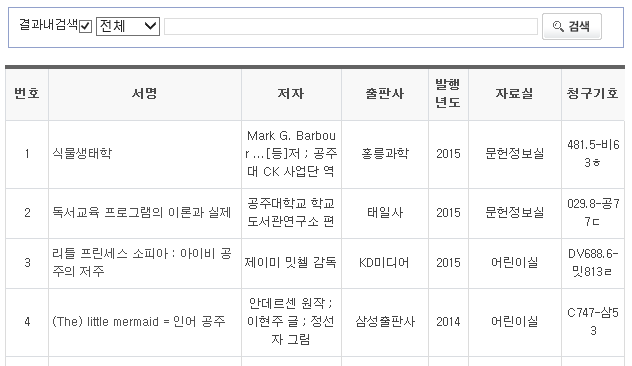 결과내검색 전체 검색
번호 서명 저자 출판사 발행
년도 자료실 청구기호
1 식물생태학 Mark G. Barbou
r ...[등]저 ; 공주
대 CK 사업단 역 홍릉과학 2015 문헌정보실 481.5-비6
3ㅎ
2 독서교육 프로그램의 이론과 실제 공주대학교 학교
도서관연구소 편 태일사 2015 문헌정보실 029.8-공7
7ㄷ
3 리틀 프린세스 소피아 : 아이비 공
주의 저주 제이미 밋첼 감독 KD미디어 2015 어린이실 DV688.6-
밋813ㄹ
4 (The) little mermaid = 인어 공주 안데르센 원작 ;
이현주 글 ; 정선
자 그림 삼성출판사 2014 어린이실 C747-삼5
3